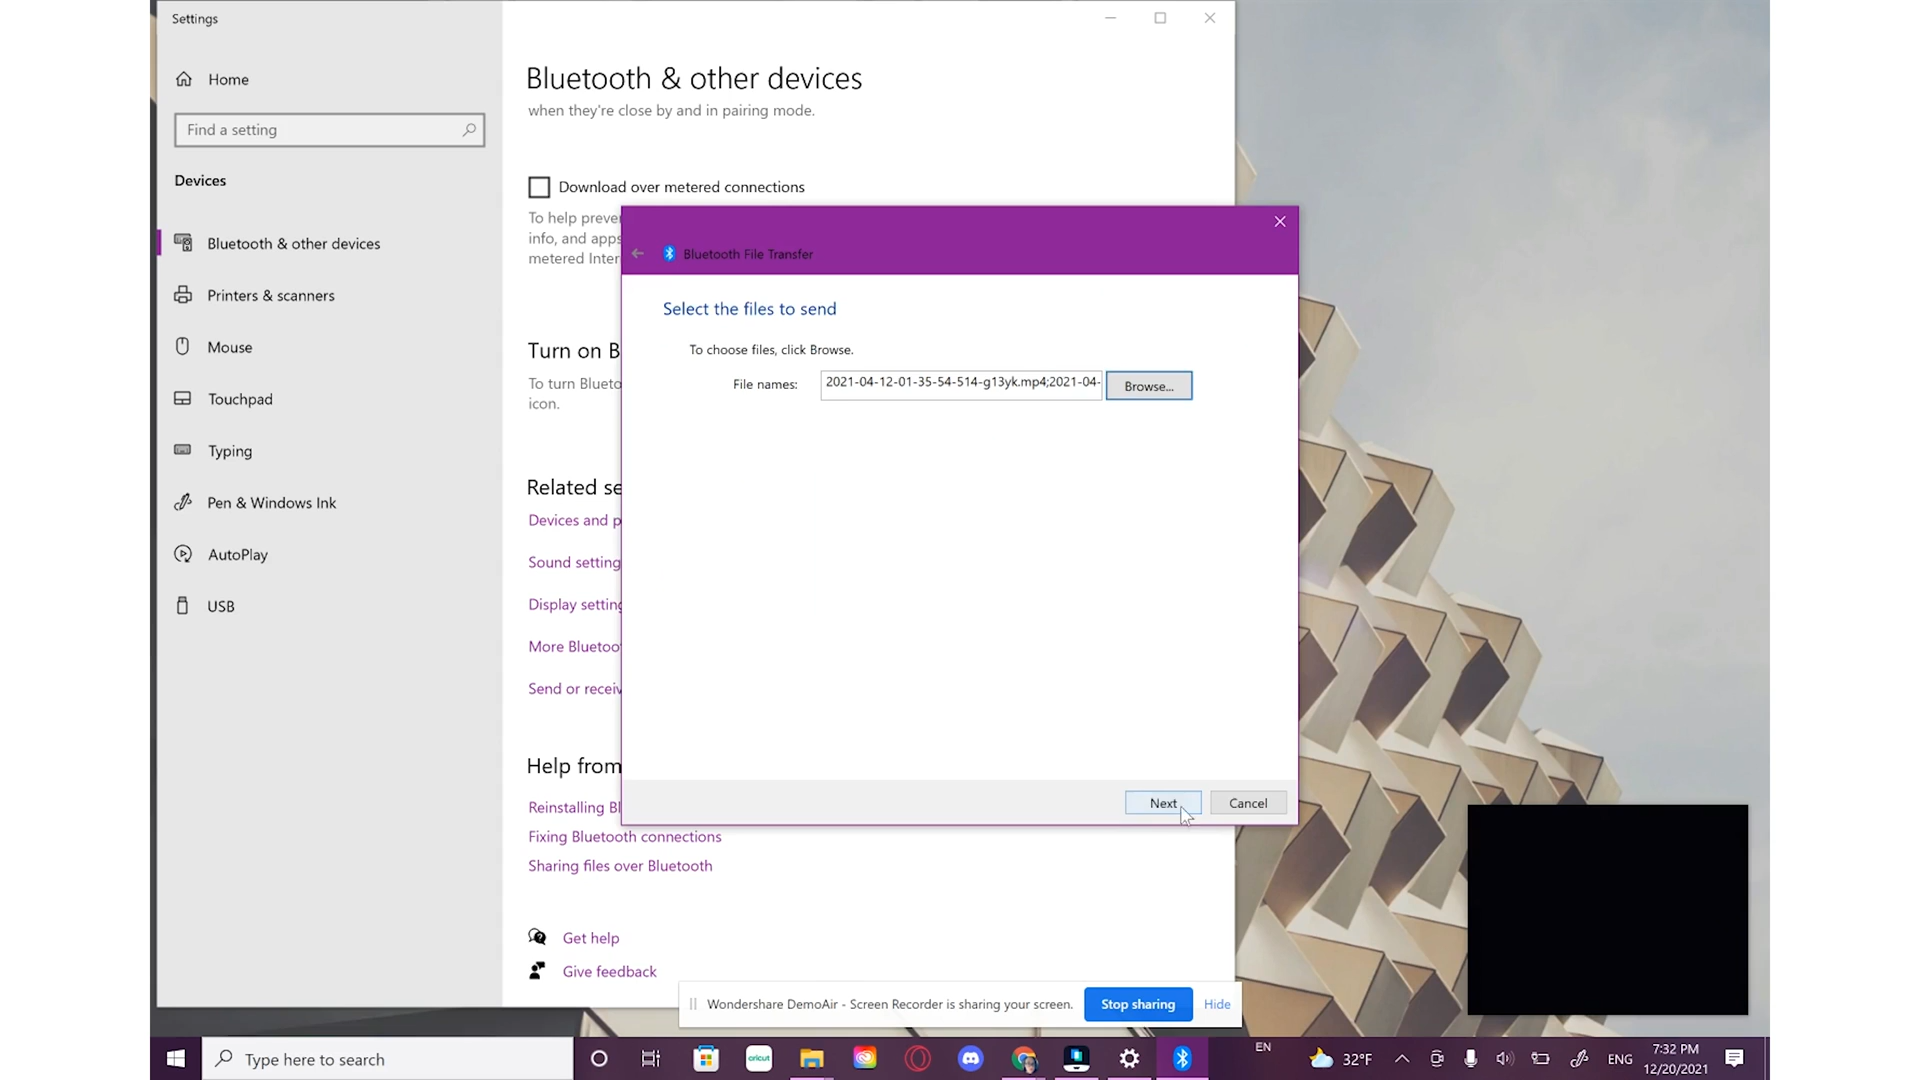 Settings
Home
Find a setting
Devices
Bluetooth & other devices
Printers & scanners
Mouse
Touchpad
Typing
Pen & Windows Ink
AutoPlay
USB
Bluetooth & other devices
when they're close by and in pairing mode.
Download over metered connections
To help preve
info, and apps
metered Inter
Turn on B
To turn Blueto
icon.
Related se
Devices and p
Sound setting
Display setting
More Bluetoo
Send or receiv
Help from
Reinstalling Bl
Fixing Bluetooth connections
Sharing files over Bluetooth
Get help
Give feedback
Bluetooth File Transfer
Select the files to send
To choose files, click Browse.
File names: 2021-04-12-01-35-54-514-g13yk.mp4;2021-04- Browse...
Next Cancel
Wondershare DemoAir - Screen Recorder is sharing your screen. Stop sharing Hide
Type here to search
cricut
EN
32°F
ENG
7:32 PM
12/20/2021